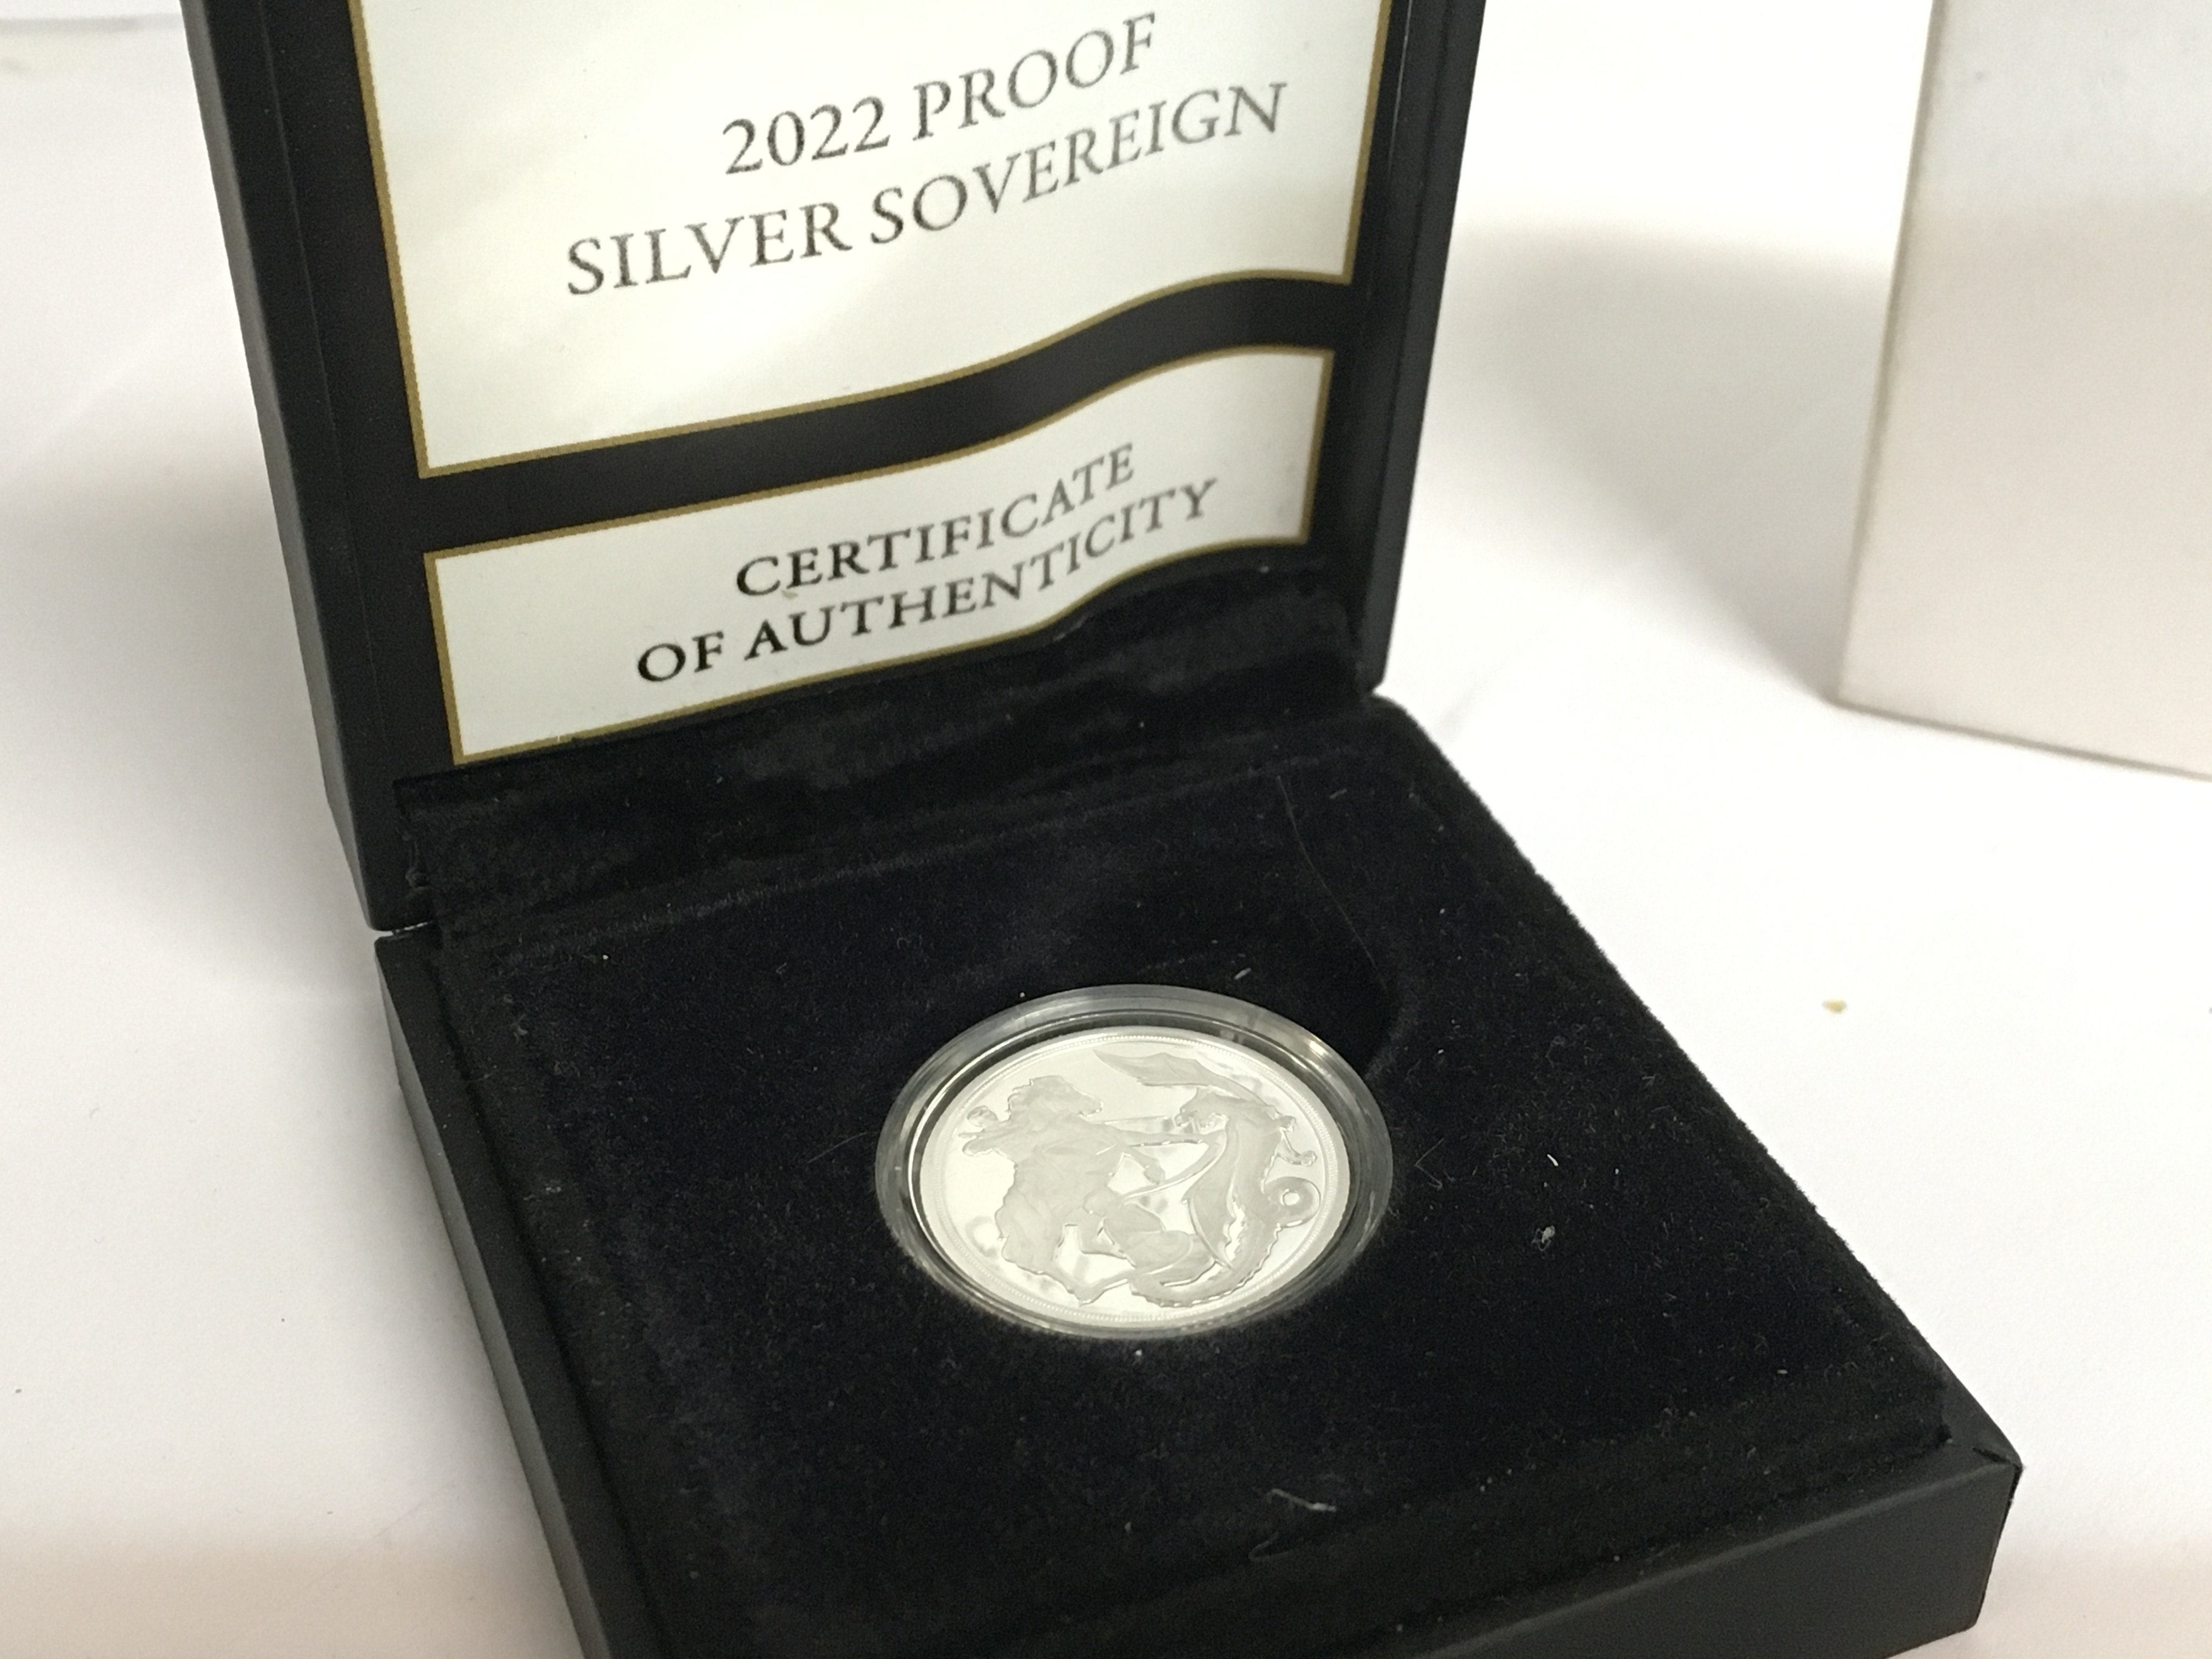 2022 PROOF
SILVER SOVEREIGN
CERTIFICATE
OF AUTHENTICITY